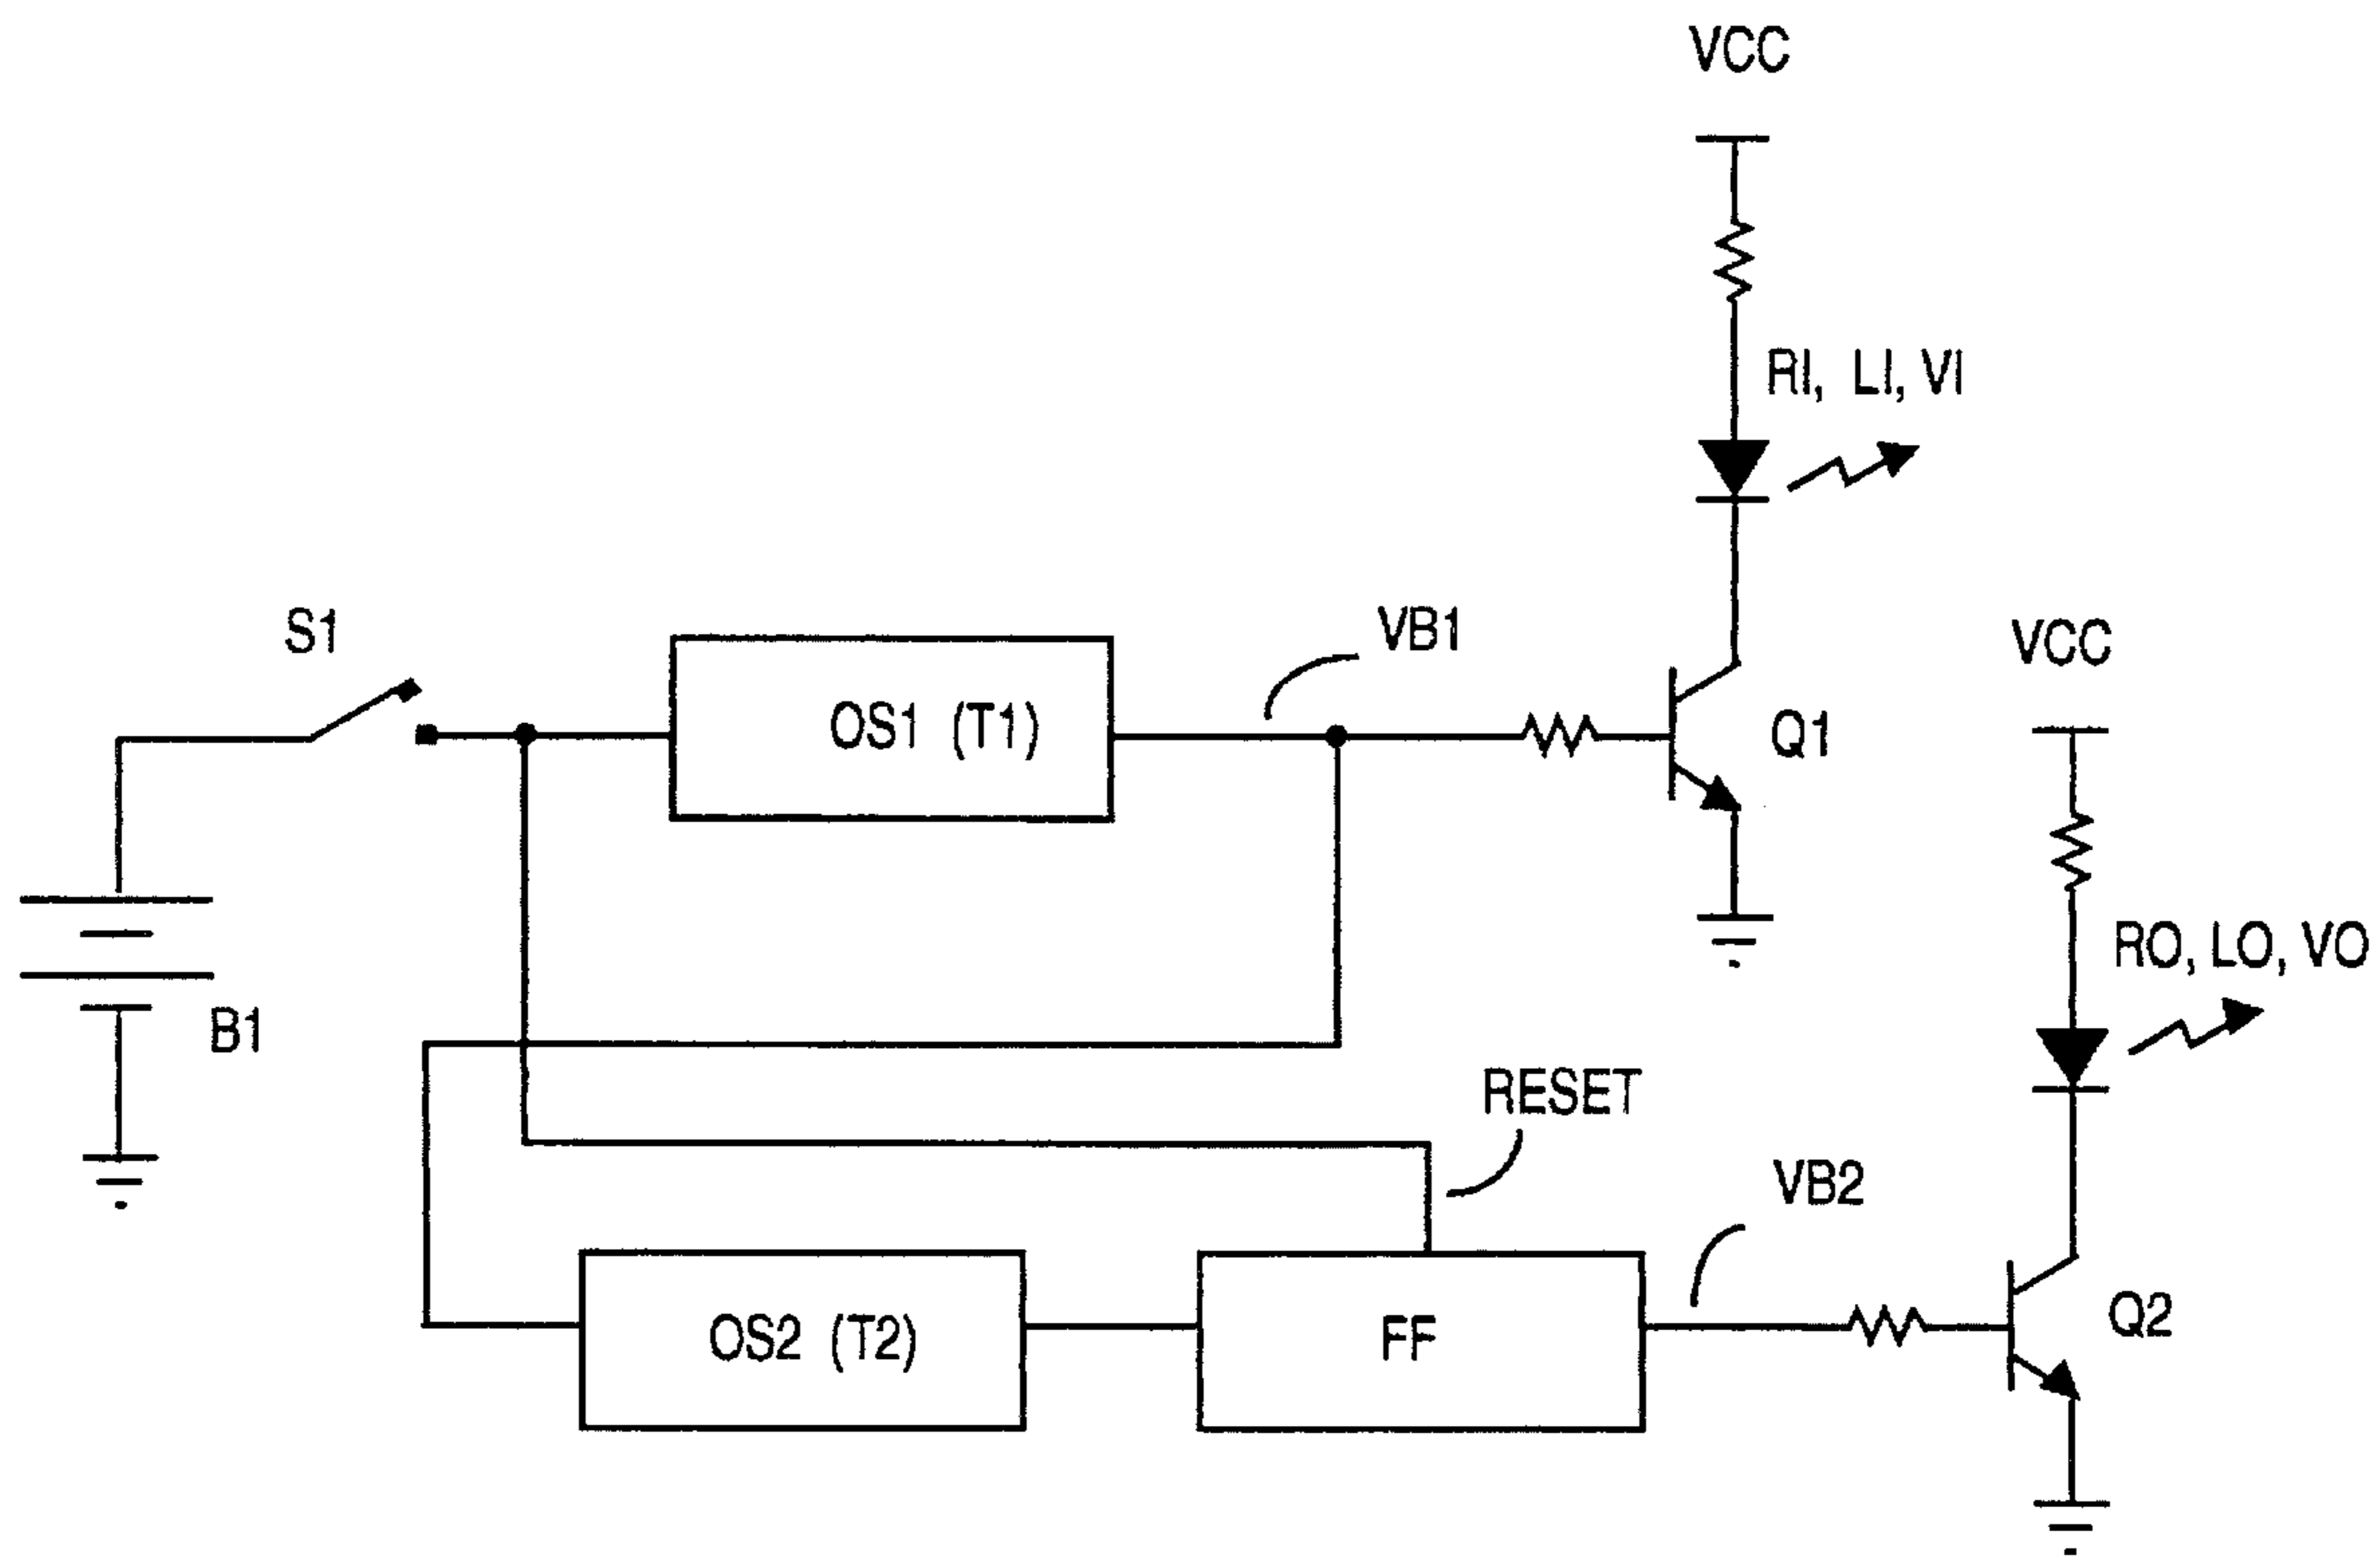 VCC
RI, LI, VI
S1
VB1
OS1 (T1)
Q1
VCC
RO, LO, VO
B1
RESET
VB2
OS2 (T2)
FF
Q2